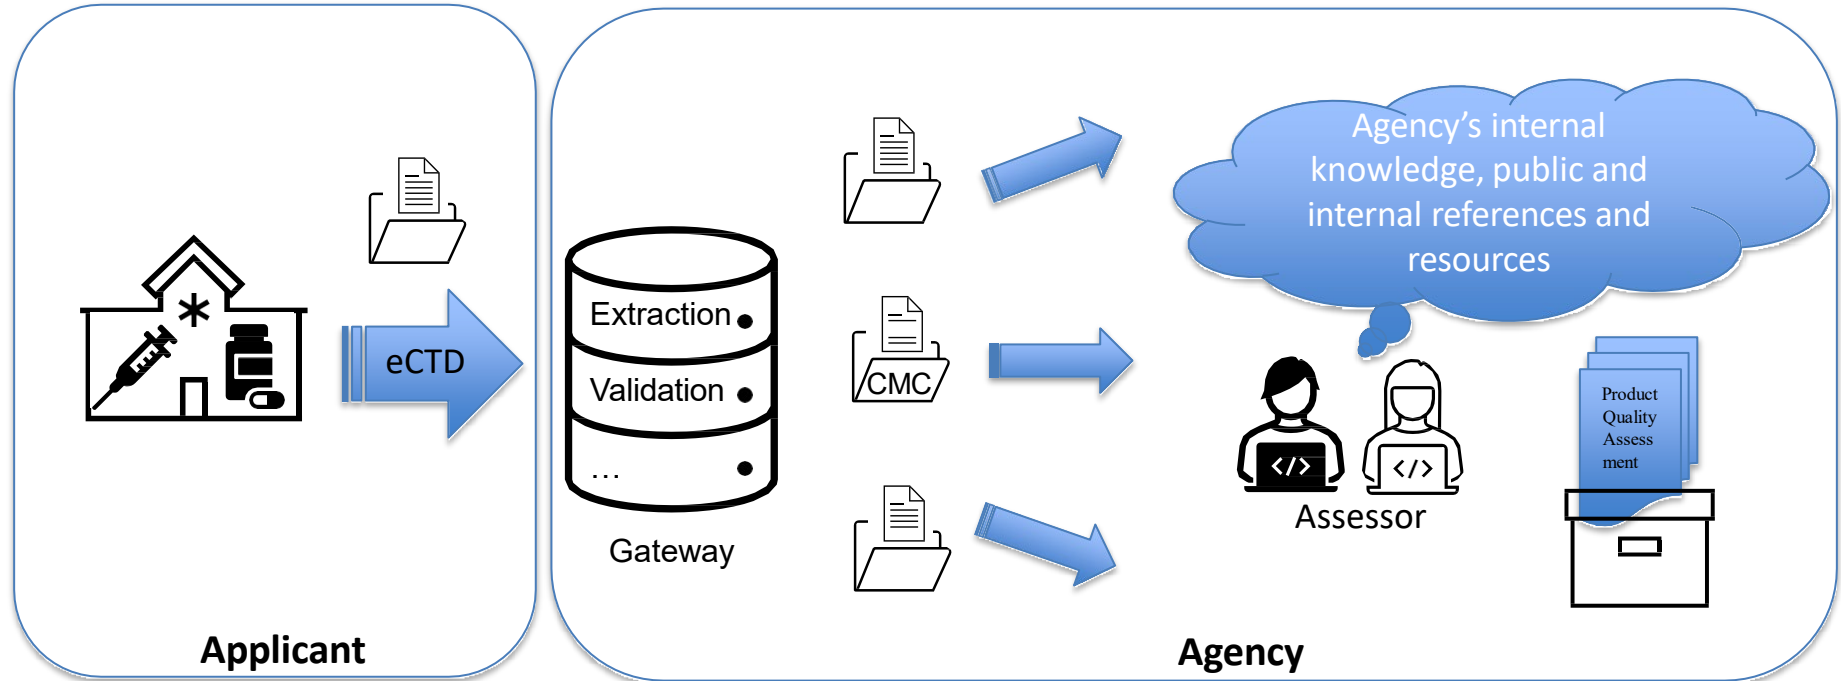 eCTD
Applicant
Extraction
Validation
...
Gateway
CMC
Agency’s internal
knowledge, public and
internal references and
resources
Assessor
Product
Quality
Assess
ment
Agency